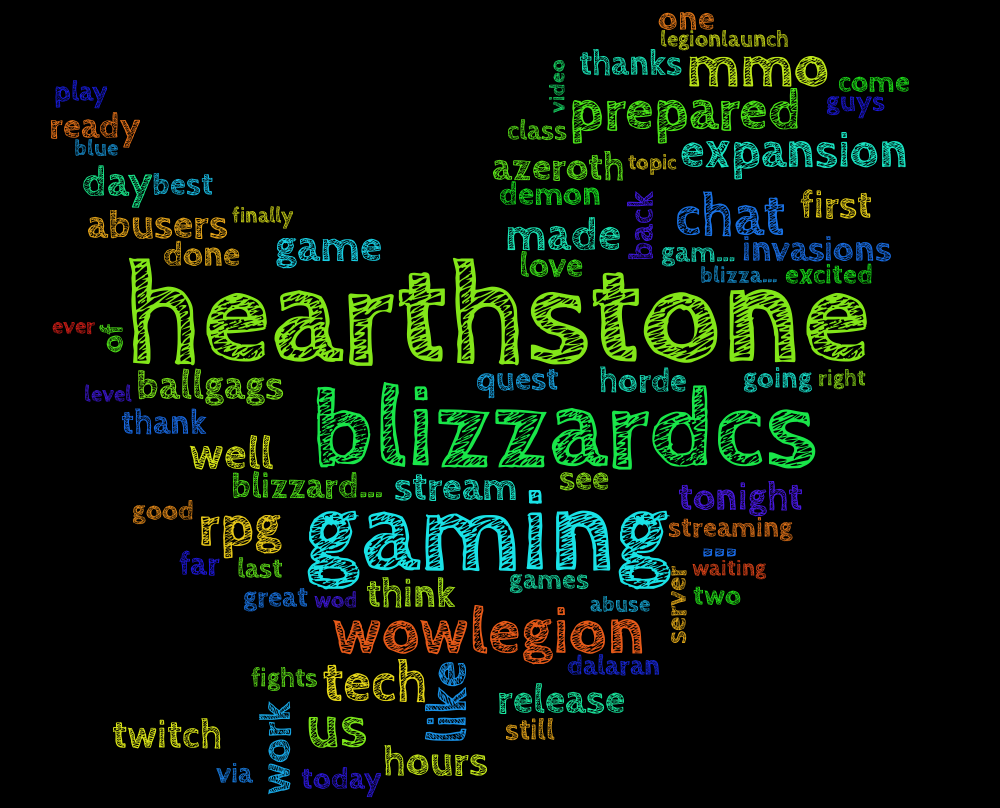 one
legionlaunch
thanks
mmo
video
come
play
prepared
guys
ready
class
blue
expansion
azeroth
topic
day
best
demon
back
chat
first
abusers
finally
made
done
game
gam...
invasions
love
blizza...
excited
hearthstone
ever
of
quest
horde
going
right
level
ballgags
blizzardcs
thank
well
see
blizzard...
stream
tonight
good
rpg
gaming
streaming
...
far
last
waiting
games
great
wod
think
abuse
server
two
wowlegion
dalaran
fights
tech
like
release
work
us
still
twitch
hours
via
today